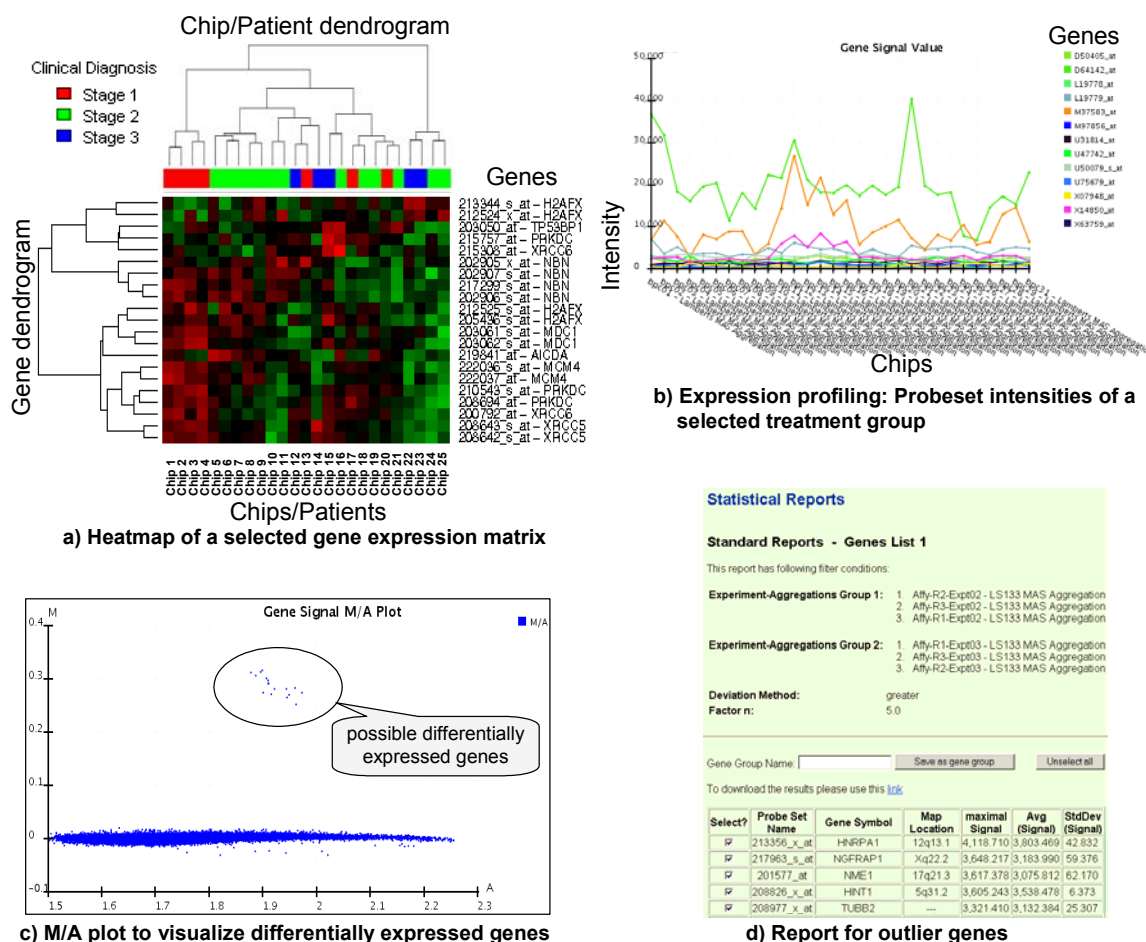 Chip/Patient dendrogram
Clinical Diagnosis
Stage 1
Stage 2
Stage 3
Genes
Gene dendrogram
213344_s_at – H2AFX
212524_x_at – H2AFX
203050_at – TP53BP1
215757_at – PRKDC
215308_at – XRCC6
202905_x_at – NBN
202907_s_at – NBN
217299_s_at – NBN
202906_s_at – NBN
212525_s_at – H2AFX
205436_s_at – H2AFX
203061_s_at – MDC1
203062_s_at – MDC1
219841_at – AICDA
222036_s_at – MCM4
222037_at – MCM4
210543_s_at – PRKDC
208694_at – PRKDC
200792_at – XRCC6
208643_s_at – XRCC5
208642_s_at – XRCC5
Chip 1
Chip 2
Chip 3
Chip 4
Chip 5
Chip 6
Chip 7
Chip 8
Chip 9
Chip 10
Chip 11
Chip 12
Chip 13
Chip 14
Chip 15
Chip 16
Chip 17
Chip 18
Chip 19
Chip 20
Chip 21
Chip 22
Chip 23
Chip 24
Chip 25
Chips/Patients
a) Heatmap of a selected gene expression matrix
Gene Signal Value
Genes
50,000
40,000
30,000
20,000
10,000
0
Intensity
D50405_at
D64142_at
L19778_at
L19779_at
M37583_at
M97856_at
U31814_at
U47742_at
U50079_s_at
U75679_at
X07948_at
X14850_at
X63759_at
Chips
b) Expression profiling: Probeset intensities of a
selected treatment group
Gene Signal M/A Plot
M
M/A
0.4
0.3
0.2
0.1
0
–0.1
A
1.5 1.6 1.7 1.8 1.9 2 2.1 2.2 2.3
possible differentially
expressed genes
c) M/A plot to visualize differentially expressed genes
Statistical Reports
Standard Reports - Genes List 1
This report has following filter conditions:
Experiment-Aggregations Group 1: 1. Affy-R2-Expt02 - LS133 MAS Aggregation
2. Affy-R3-Expt02 - LS133 MAS Aggregation
3. Affy-R1-Expt02 - LS133 MAS Aggregation
Experiment-Aggregations Group 2: 1. Affy-R1-Expt03 - LS133 MAS Aggregation
2. Affy-R3-Expt03 - LS133 MAS Aggregation
3. Affy-R2-Expt03 - LS133 MAS Aggregation
Deviation Method: greater
Factor n: 5.0
Gene Group Name: Save as gene group Unselect all
To download the results please use this link
Select? Probe Set Name Gene Symbol Map Location maximal Signal Avg (Signal) StdDev (Signal)
213356_x_at HNRPA1 12q13.1 4,118.710 3,803.469 42.832
217963_s_at NGFRAP1 Xq22.2 3,648.217 3,183.990 59.376
201577_at NME1 17q21.3 3,617.378 3,075.812 62.170
208826_x_at HINT1 5q31.2 3,605.243 3,538.478 6.373
208977_x_at TUBB2 --- 3,321.410 3,132.384 25.307
d) Report for outlier genes